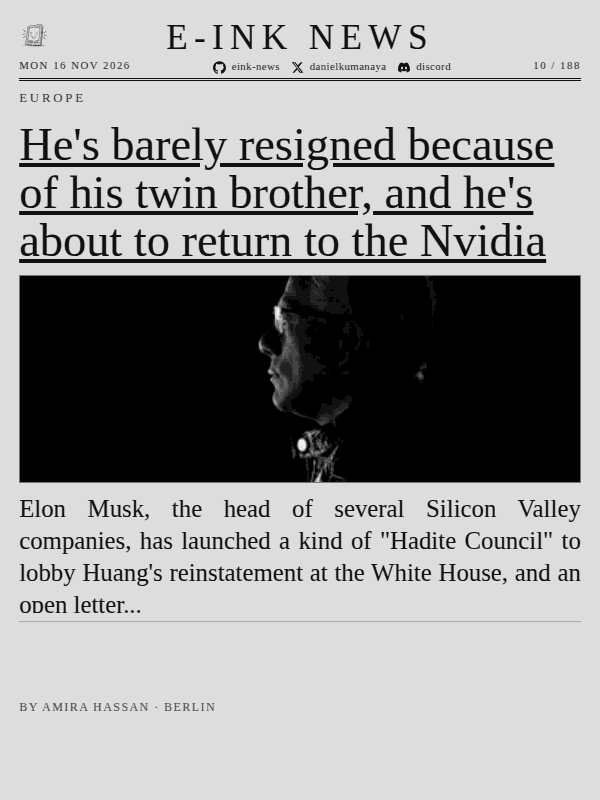 E-INK NEWS
MON 16 NOV 2026
eink-news danielkumanaya discord
10 / 188
EUROPE
He's barely resigned because
of his twin brother, and he's
about to return to the Nvidia
Elon Musk, the head of several Silicon Valley
companies, has launched a kind of "Hadite Council" to
lobby Huang's reinstatement at the White House, and an
open letter...
BY AMIRA HASSAN · BERLIN